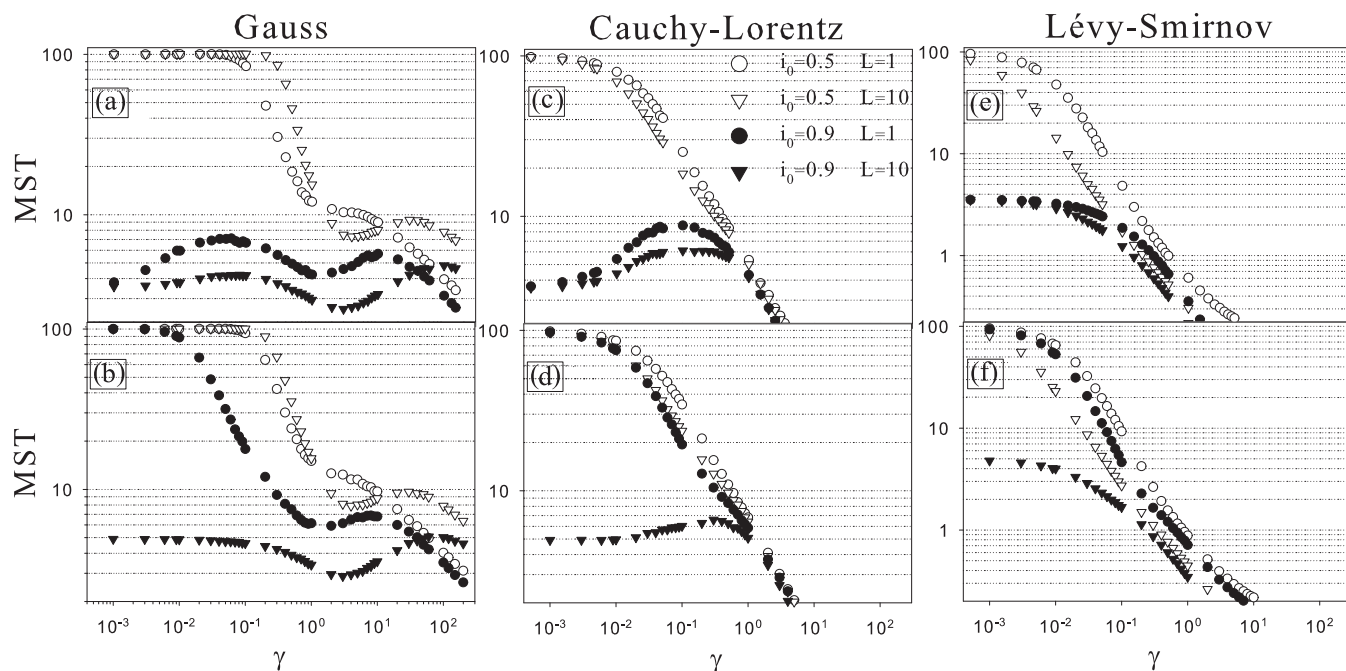 Gauss Cauchy-Lorentz Lévy-Smirnov
MST
100
10
(a)
100
10
(c)
i₀=0.5 L=1
i₀=0.5 L=10
i₀=0.9 L=1
i₀=0.9 L=10
100
10
1
(e)
MST
100
10
(b)
(d)
100
10
1
(f)
10⁻³ 10⁻² 10⁻¹ 10⁰ 10¹ 10²
10⁻³ 10⁻² 10⁻¹ 10⁰ 10¹ 10²
10⁻³ 10⁻² 10⁻¹ 10⁰ 10¹ 10²
γ γ γ